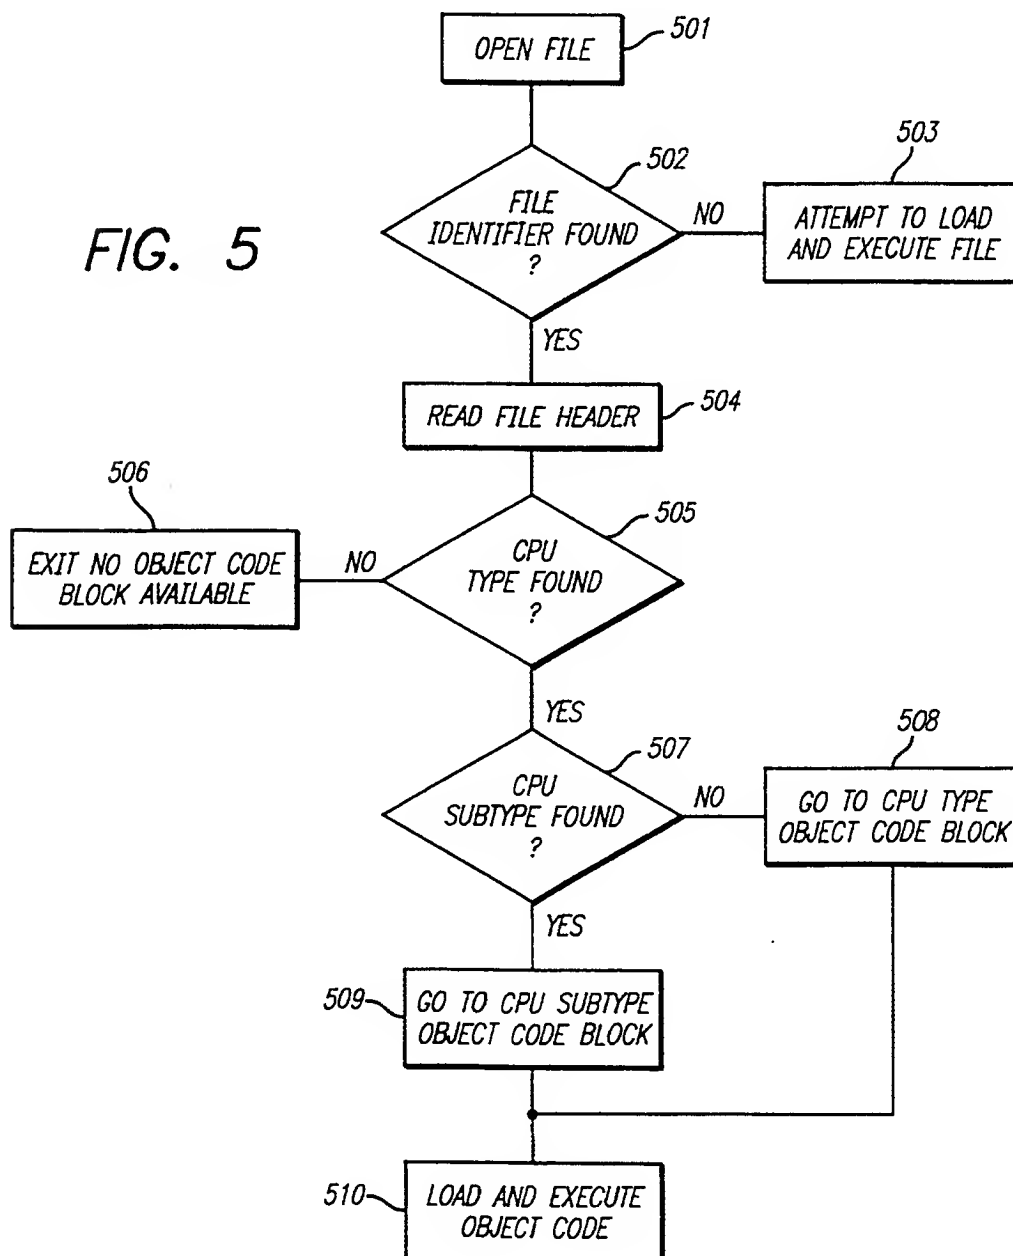 501
OPEN FILE
502
503
FILE
IDENTIFIER FOUND
?
NO
ATTEMPT TO LOAD
AND EXECUTE FILE
FIG. 5
YES
READ FILE HEADER
504
506
505
EXIT NO OBJECT CODE
BLOCK AVAILABLE
NO
CPU
TYPE FOUND
?
YES
507
508
CPU
SUBTYPE FOUND
?
NO
GO TO CPU TYPE
OBJECT CODE BLOCK
YES
509
GO TO CPU SUBTYPE
OBJECT CODE BLOCK
510
LOAD AND EXECUTE
OBJECT CODE